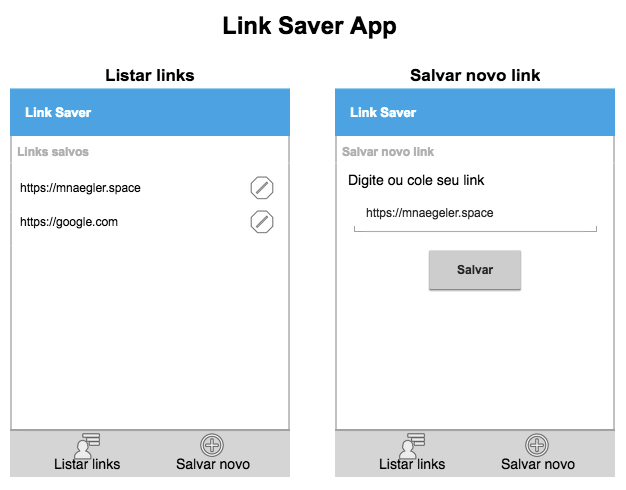 Link Saver App
Listar links
Link Saver
Links salvos
https://mnaegler.space
https://google.com
Listar links
Salvar novo
Salvar novo link
Link Saver
Salvar novo link
Digite ou cole seu link
https://mnaegeler.space
Salvar
Listar links
Salvar novo